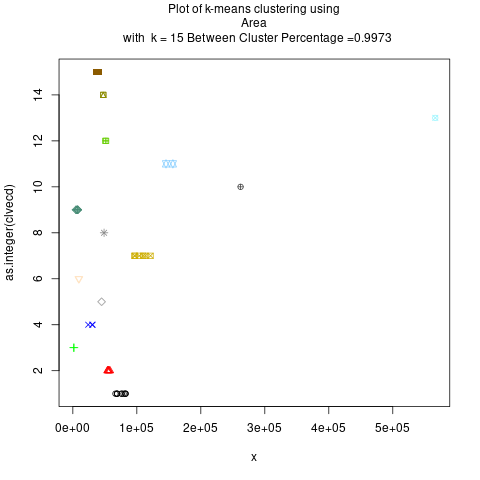 Plot of k-means clustering using
Area
with k = 15 Between Cluster Percentage =0.9973
as.integer(clvecd)
14
12
10
8
6
4
2
0e+00 1e+05 2e+05 3e+05 4e+05 5e+05
x